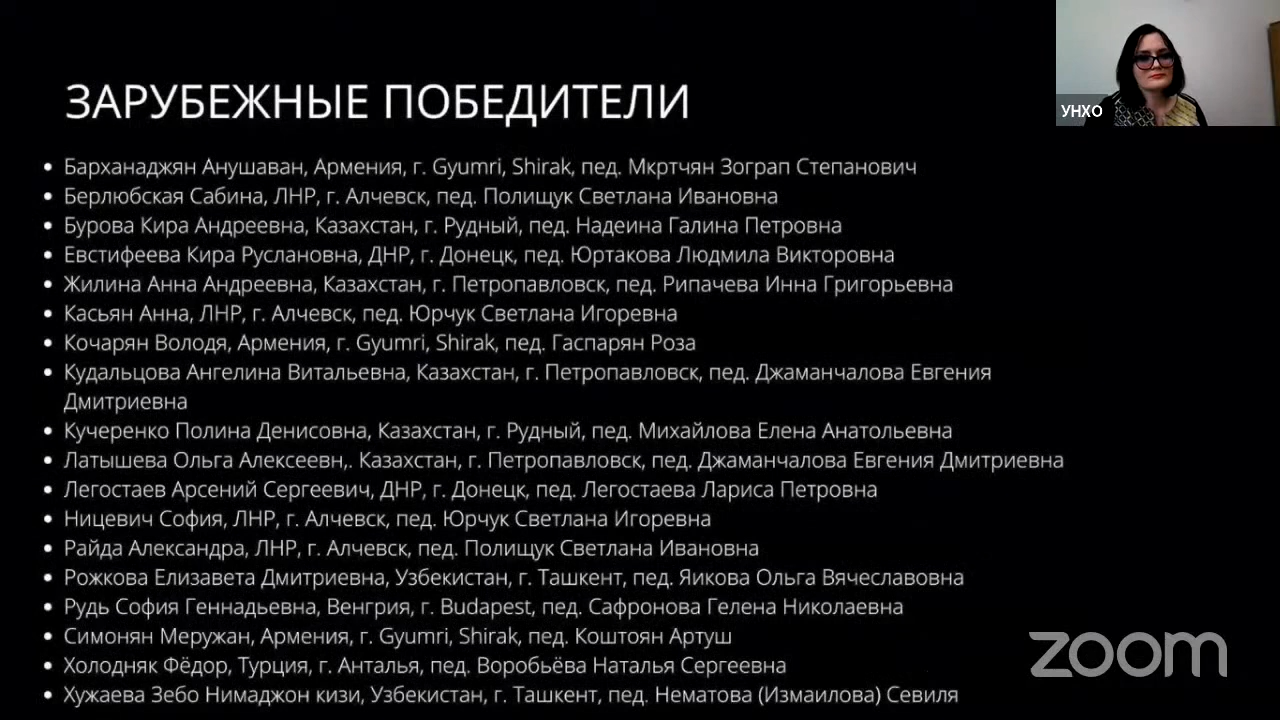 ЗАРУБЕЖНЫЕ ПОБЕДИТЕЛИ
УНХО
• Барханаджян Анушаван, Армения, г. Gyumri, Shirak, пед. Мкртчян Зограп Степанович
• Берлюбская Сабина, ЛНР, г. Алчевск, пед. Полищук Светлана Ивановна
• Бурова Кира Андреевна, Казахстан, г. Рудный, пед. Надеина Галина Петровна
• Евстифеева Кира Руслановна, ДНР, г. Донецк, пед. Юртакова Людмила Викторовна
• Жилина Анна Андреевна, Казахстан, г. Петропавловск, пед. Рипачева Инна Григорьевна
• Касьян Анна, ЛНР, г. Алчевск, пед. Юрчук Светлана Игоревна
• Кочарян Володя, Армения, г. Gyumri, Shirak, пед. Гаспарян Роза
• Кудальцова Ангелина Витальевна, Казахстан, г. Петропавловск, пед. Джаманчалова Евгения
Дмитриевна
• Кучеренко Полина Денисовна, Казахстан, г. Рудный, пед. Михайлова Елена Анатольевна
• Латышева Ольга Алексеевн,. Казахстан, г. Петропавловск, пед. Джаманчалова Евгения Дмитриевна
• Легостаев Арсений Сергеевич, ДНР, г. Донецк, пед. Легостаева Лариса Петровна
• Ницевич София, ЛНР, г. Алчевск, пед. Юрчук Светлана Игоревна
• Райда Александра, ЛНР, г. Алчевск, пед. Полищук Светлана Ивановна
• Рожкова Елизавета Дмитриевна, Узбекистан, г. Ташкент, пед. Яикова Ольга Вячеславовна
• Рудь София Геннадьевна, Венгрия, г. Budapest, пед. Сафронова Гелена Николаевна
• Симонян Меружан, Армения, г. Gyumri, Shirak, пед. Коштоян Артуш
• Холодняк Фёдор, Турция, г. Анталья, пед. Воробьёва Наталья Сергеевна
• Хужаева Зебо Нимаджон кизи, Узбекистан, г. Ташкент, пед. Нематова (Измаилова) Севиля
zoom